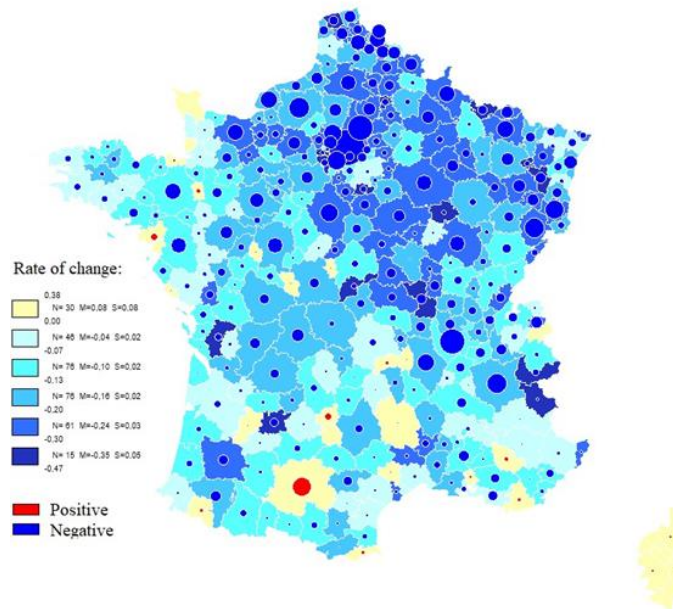 Rate of change:
0.38
N= 30 M=0.08 S=0.08
0.00
N= 46 M=-0,04 S=0.02
-0.07
N= 76 M=-0,10 S=0.02
-0.13
N= 76 M=-0,16 S=0.02
-0.20
N= 61 M=-0,24 S=0.03
-0.30
N= 15 M=-0,35 S=0.05
-0.47
Positive
Negative